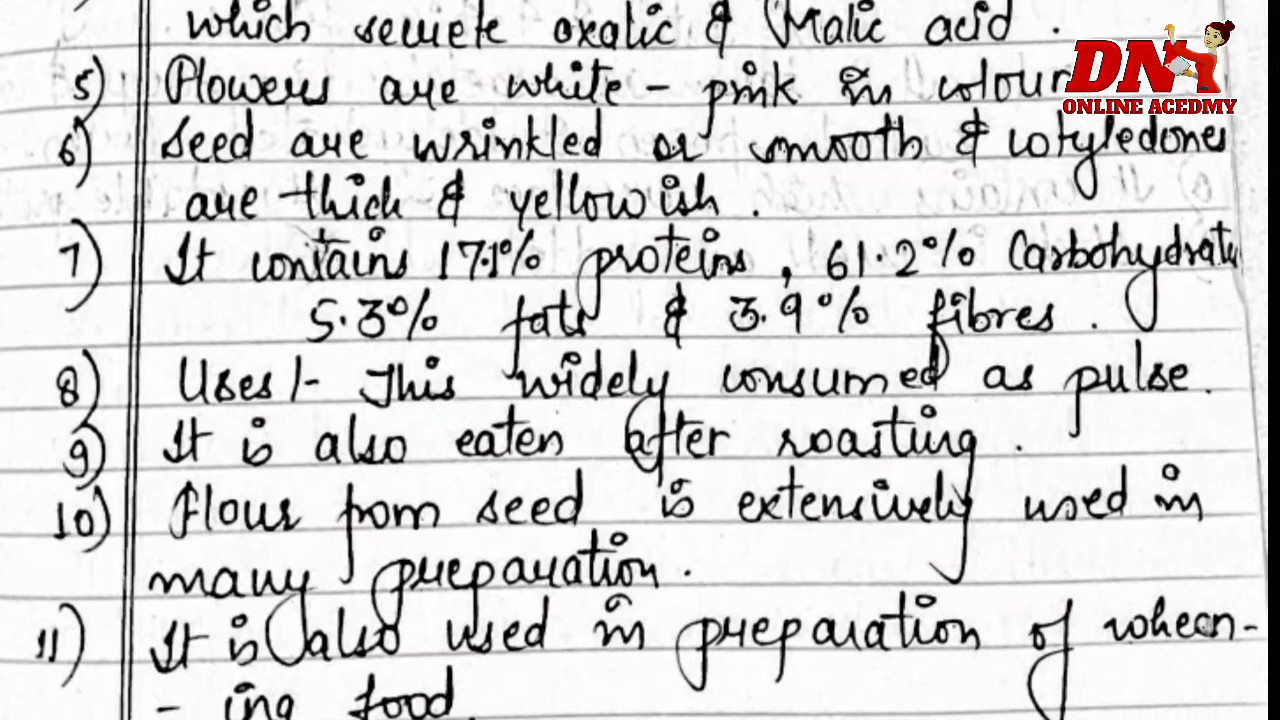 which secrete oxalic & Malic acid .
5) Flowers are white - pink in colour
DN
ONLINE ACEDMY
6) Seed are wrinkled or smooth & cotyledones
are thick & yellowish .
7) It contains 17.1% proteins , 61.2% Carbohydrate
5.3% fats & 3.9% fibres .
8) Uses :- This widely consumed as pulse .
9) It is also eaten after roasting .
10) Flour from seed is extensively used in
many preparation .
11) It is also used in preparation of wheen-
- ing food .